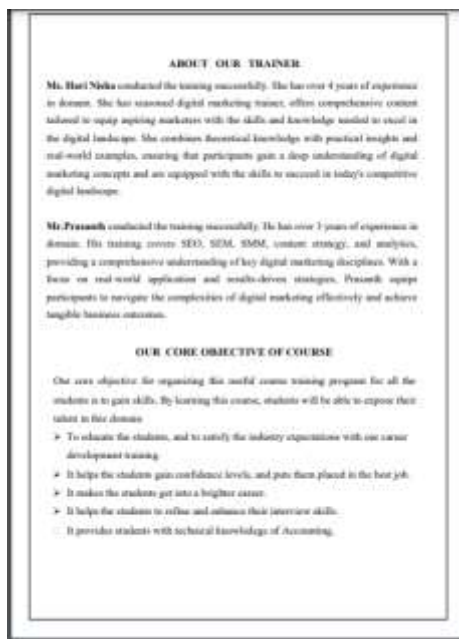 ABOUT OUR TRAINER
Ms. Hari Nisha conducted the training successfully. She has over 4 years of experience
in domain. She has seasoned digital marketing trainer, offers comprehensive content
tailored to equip aspiring marketers with the skills and knowledge needed to excel in
the digital landscape. She combines theoretical knowledge with practical insights and
real-world examples, ensuring that participants gain a deep understanding of digital
marketing concepts and are equipped with the skills to succeed in today's competitive
digital landscape.
Mr.Prasanth conducted the training successfully. He has over 3 years of experience in
domain. His training covers SEO, SEM, SMM, content strategy, and analytics,
providing a comprehensive understanding of key digital marketing disciplines. With a
focus on real-world application and results-driven strategies, Prasanth equips
participants to navigate the complexities of digital marketing effectively and achieve
tangible business outcomes.
OUR CORE OBJECTIVE OF COURSE
Our core objective for organizing this useful course training program for all the
students is to gain skills. By learning this course, students will be able to expose their
talent in this domain
➤ To educate the students, and to satisfy the industry expectations with our career
development training.
➤ It helps the students gain confidence levels, and puts them placed in the best job.
➤ It makes the students get into a brighter career.
➤ It helps the students to refine and enhance their interview skills.
It provides students with technical knowledege of Accounting.